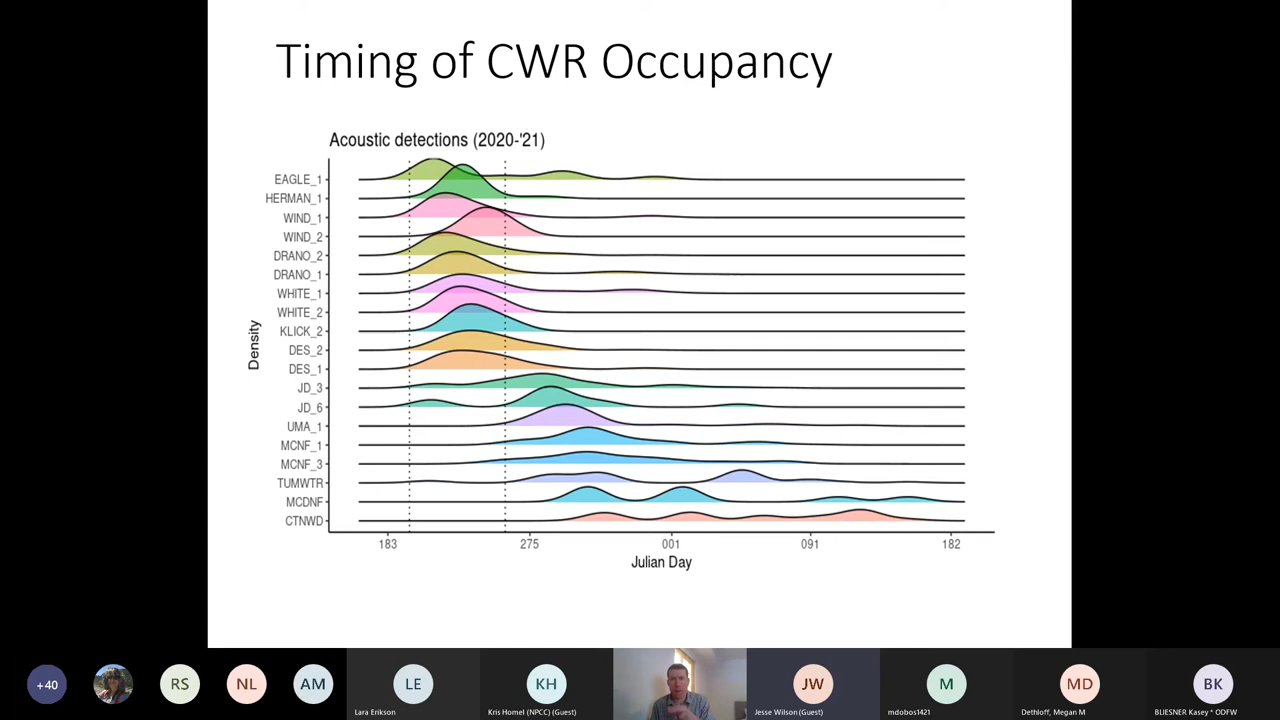 Timing of CWR Occupancy
Acoustic detections (2020-'21)
EAGLE_1
HERMAN_1
WIND_1
WIND_2
DRANO_2
DRANO_1
WHITE_1
WHITE_2
KLICK_2
DES_2
DES_1
JD_3
JD_6
UMA_1
MCNF_1
MCNF_3
TUMWTR
MCDNF
CTNWD
Density
183 275 001 091 182
Julian Day
+40 RS NL AM LE KH JW M MD BK
Lara Erikson Kris Homel (NPCC) (Guest) Jesse Wilson (Guest) mdobos1421 Dethloff, Megan M BLIESNER Kasey * ODFW